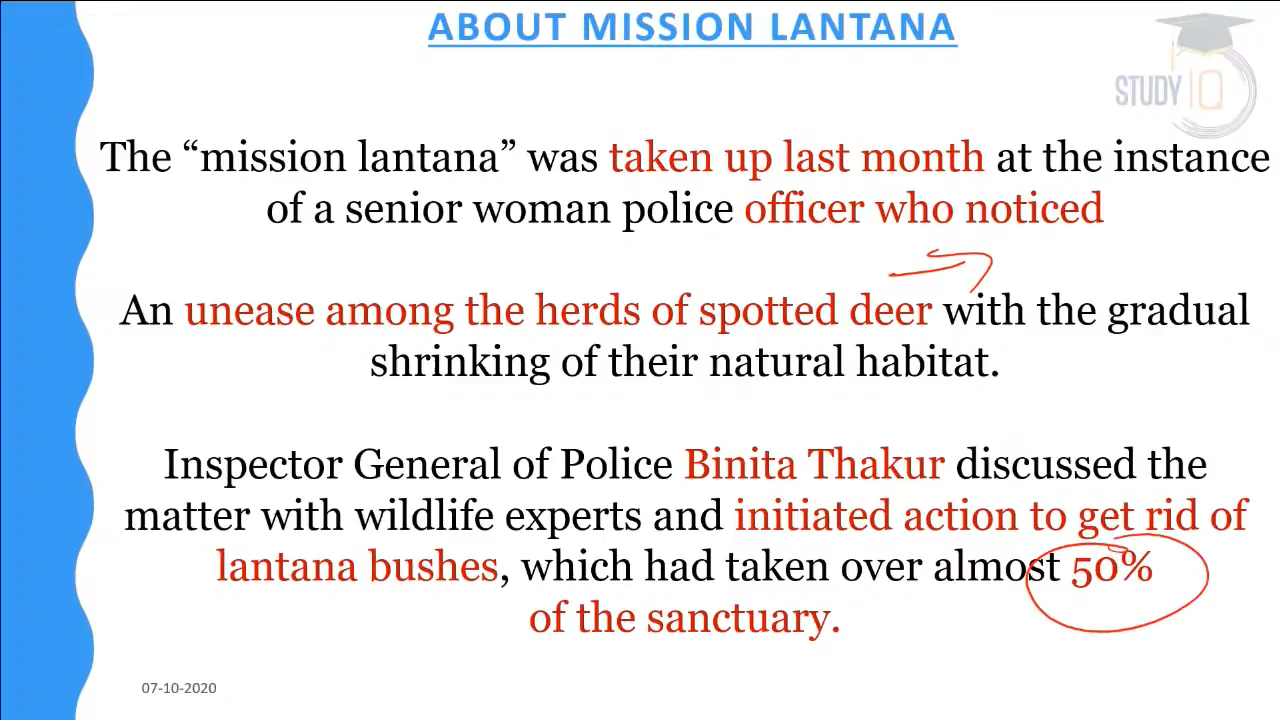 ABOUT MISSION LANTANA
STUDY IQ
The “mission lantana” was taken up last month at the instance
of a senior woman police officer who noticed
An unease among the herds of spotted deer with the gradual
shrinking of their natural habitat.
Inspector General of Police Binita Thakur discussed the
matter with wildlife experts and initiated action to get rid of
lantana bushes, which had taken over almost 50%
of the sanctuary.
07-10-2020